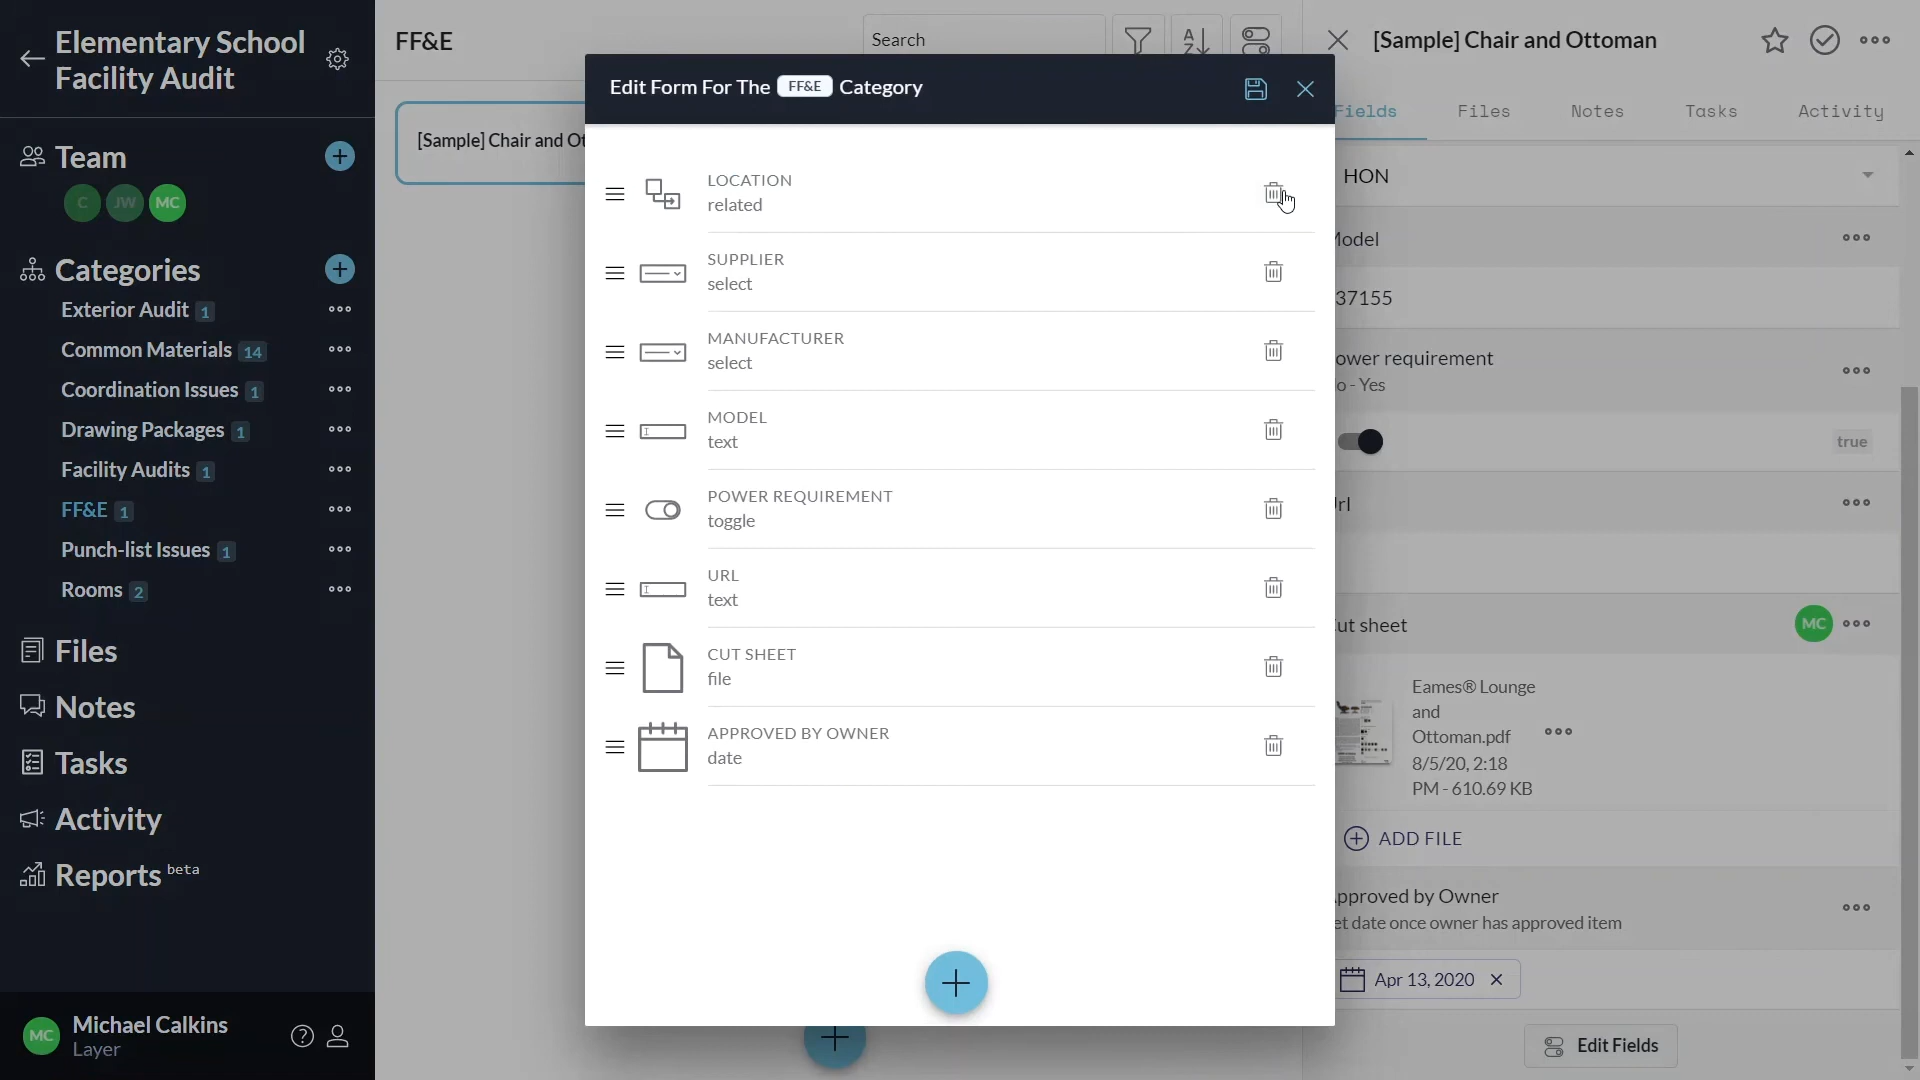 Elementary School
Facility Audit
Team
C
JW
MC
Categories
Exterior Audit 1
Common Materials 14
Coordination Issues 1
Drawing Packages 1
Facility Audits 1
FF&E 1
Punch-list Issues 1
Rooms 2
Files
Notes
Tasks
Activity
Reports beta
MC
Michael Calkins
Layer
FF&E
Search
[Sample] Chair and Ot
Edit Form For The FF&E Category
LOCATION
related
SUPPLIER
select
MANUFACTURER
select
MODEL
text
POWER REQUIREMENT
toggle
URL
text
CUT SHEET
file
APPROVED BY OWNER
date
[Sample] Chair and Ottoman
Fields
Files
Notes
Tasks
Activity
HON
Model
37155
ower requirement
o - Yes
true
rl
ut sheet
MC
Eames® Lounge
and
Ottoman.pdf
8/5/20, 2:18
PM - 610.69 KB
ADD FILE
pproved by Owner
et date once owner has approved item
Apr 13, 2020
Edit Fields